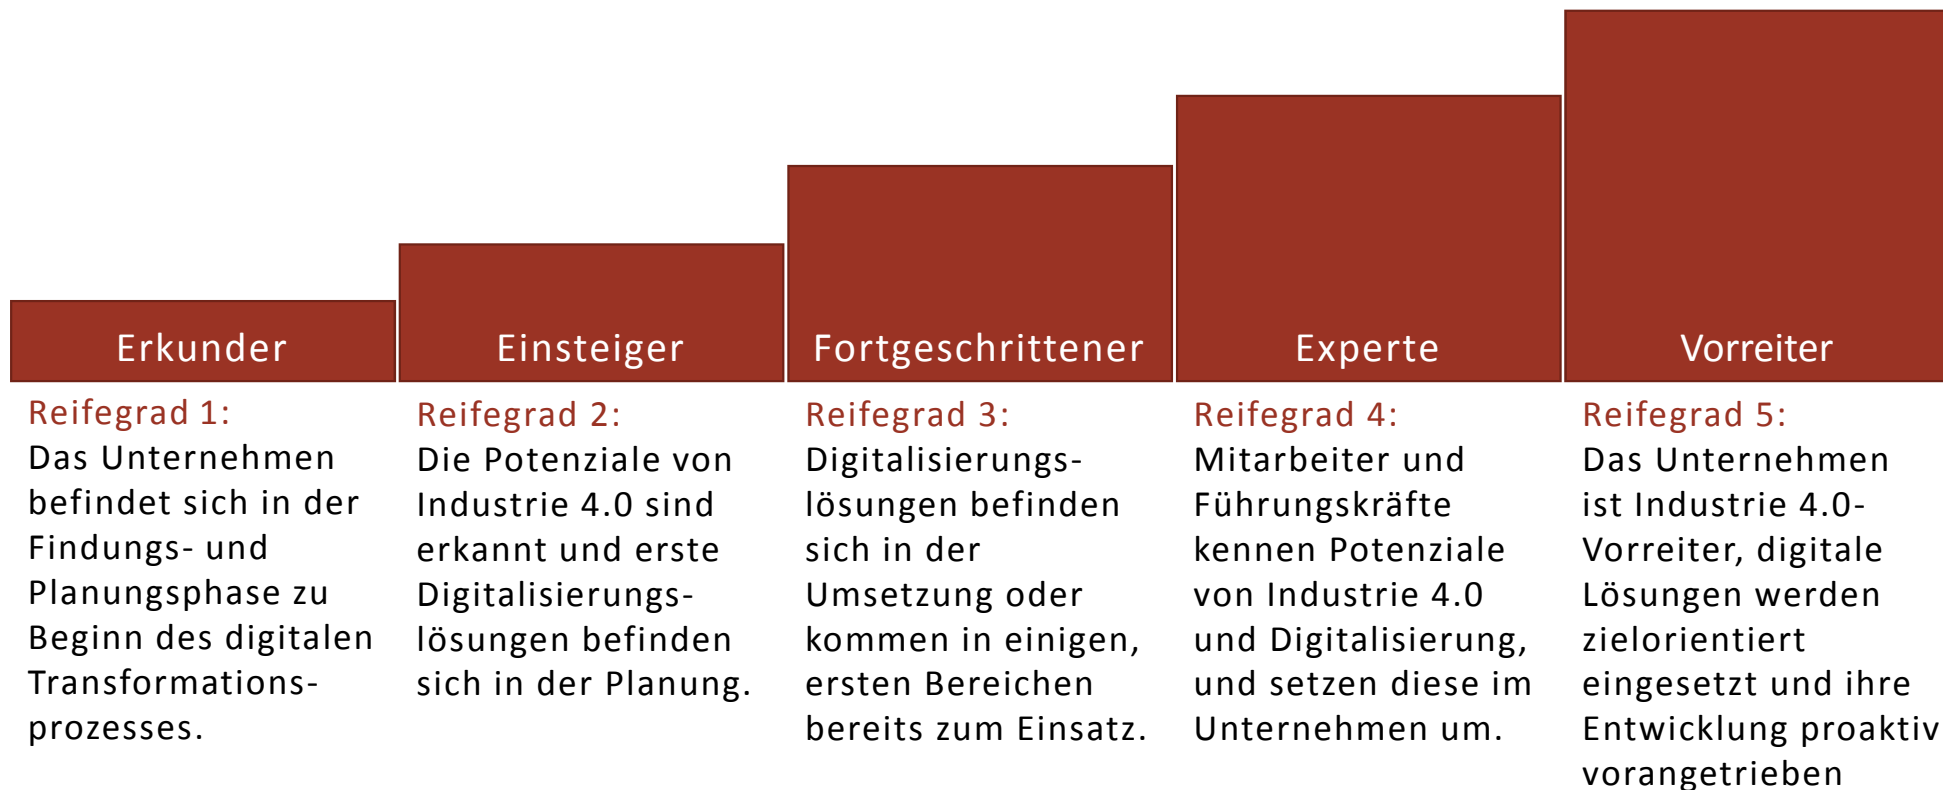 Erkunder
Einsteiger
Fortgeschrittener
Experte
Vorreiter
Reifegrad 1:
Das Unternehmen
befindet sich in der
Findungs- und
Planungsphase zu
Beginn des digitalen
Transformations-
prozesses.
Reifegrad 2:
Die Potenziale von
Industrie 4.0 sind
erkannt und erste
Digitalisierungs-
lösungen befinden
sich in der Planung.
Reifegrad 3:
Digitalisierungs-
lösungen befinden
sich in der
Umsetzung oder
kommen in einigen,
ersten Bereichen
bereits zum Einsatz.
Reifegrad 4:
Mitarbeiter und
Führungskräfte
kennen Potenziale
von Industrie 4.0
und Digitalisierung,
und setzen diese im
Unternehmen um.
Reifegrad 5:
Das Unternehmen
ist Industrie 4.0-
Vorreiter, digitale
Lösungen werden
zielorientiert
eingesetzt und ihre
Entwicklung proaktiv
vorangetrieben